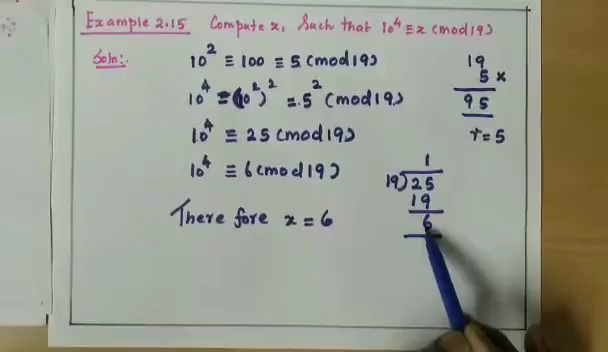 Example 2.15 Compute x, Such that 10⁴ ≡ x (mod 19)
Soln:.
10² ≡ 100 ≡ 5 (mod 19)
10⁴ ≡ (10²)² ≡ 5² (mod 19)
10⁴ ≡ 25 (mod 19)
10⁴ ≡ 6 (mod 19)
There fore x = 6
19
5 x
95
r = 5
1
19)25
19
6